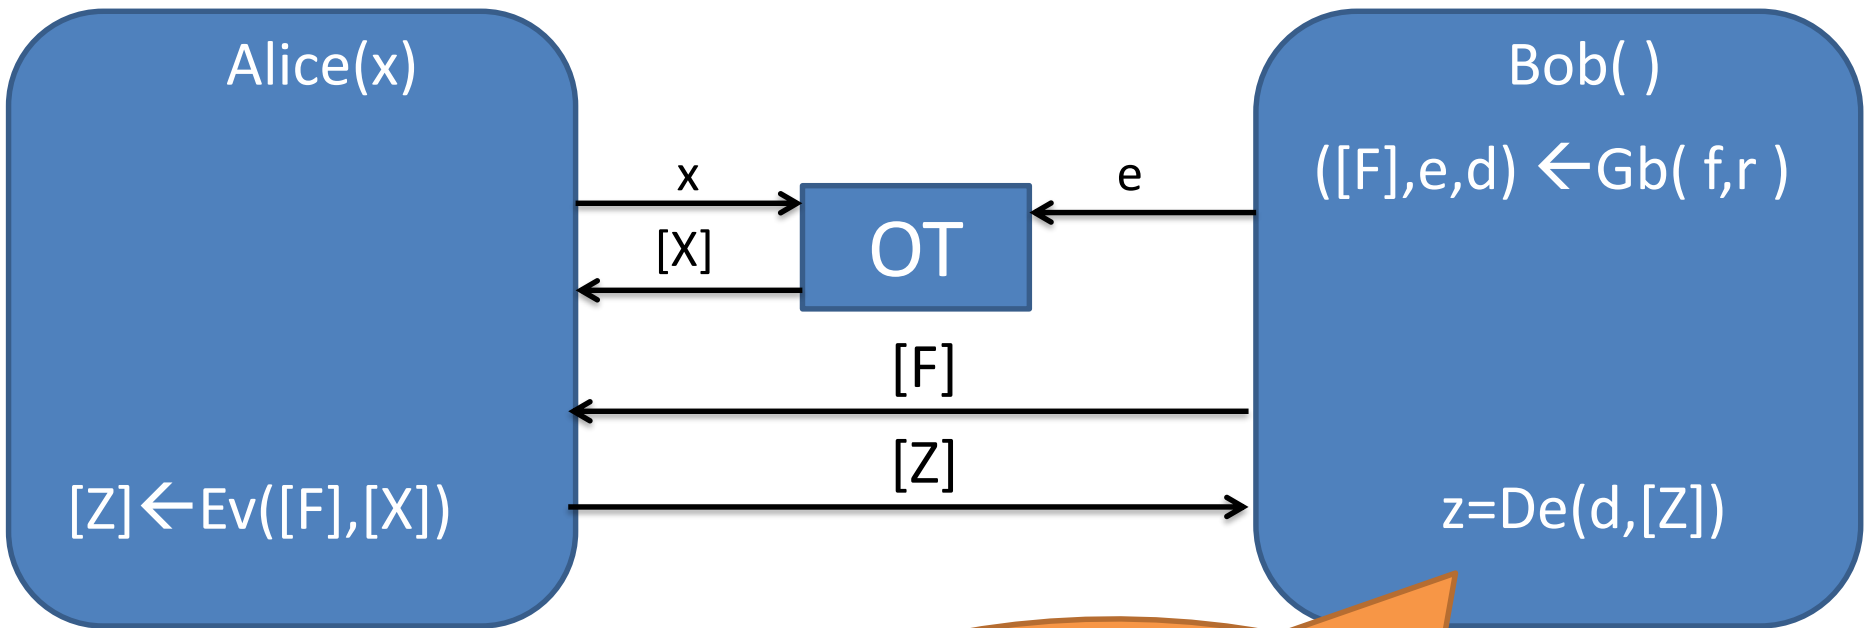 Alice(x)
Bob( )
x
e
([F],e,d) ←Gb( f,r )
OT
[X]
[F]
[Z]
[Z]←Ev([F],[X])
z=De(d,[Z])